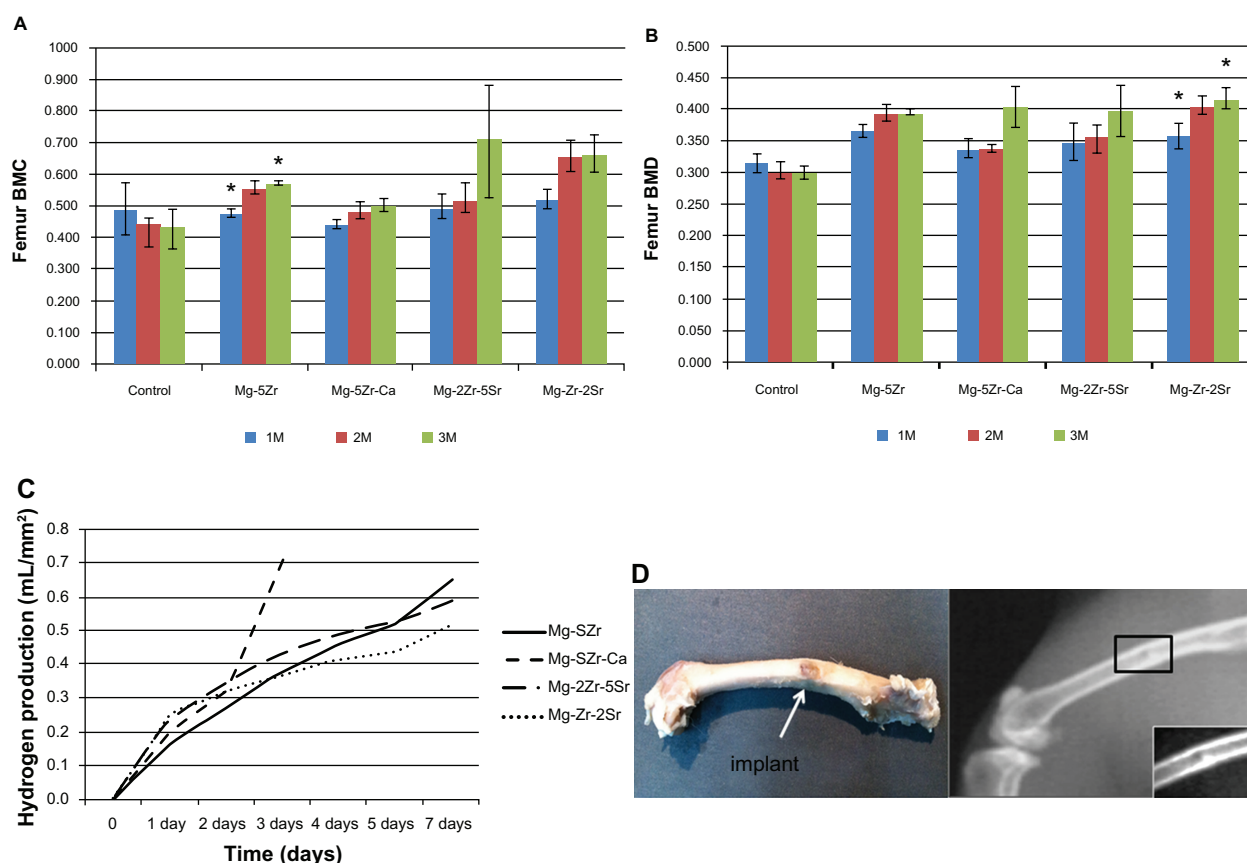 A
Femur BMC
1000
0.900
0.800
0.700
0.600
0.500
0.400
0.300
0.200
0.100
0.000
*
*
Control Mg-5Zr Mg-5Zr-Ca Mg-2Zr-5Sr Mg-Zr-2Sr
1M 2M 3M
B
Femur BMD
0.500
0.450
0.400
0.350
0.300
0.250
0.200
0.150
0.100
0.050
0.000
*
*
Control Mg-5Zr Mg-5Zr-Ca Mg-2Zr-5Sr Mg-Zr-2Sr
1M 2M 3M
C
Hydrogen production (mL/mm²)
0.8
0.7
0.6
0.5
0.4
0.3
0.2
0.1
0.0
0 1 day 2 days 3 days 4 days 5 days 7 days
Time (days)
Mg-SZr
Mg-SZr-Ca
Mg-2Zr-5Sr
Mg-Zr-2Sr
D
implant